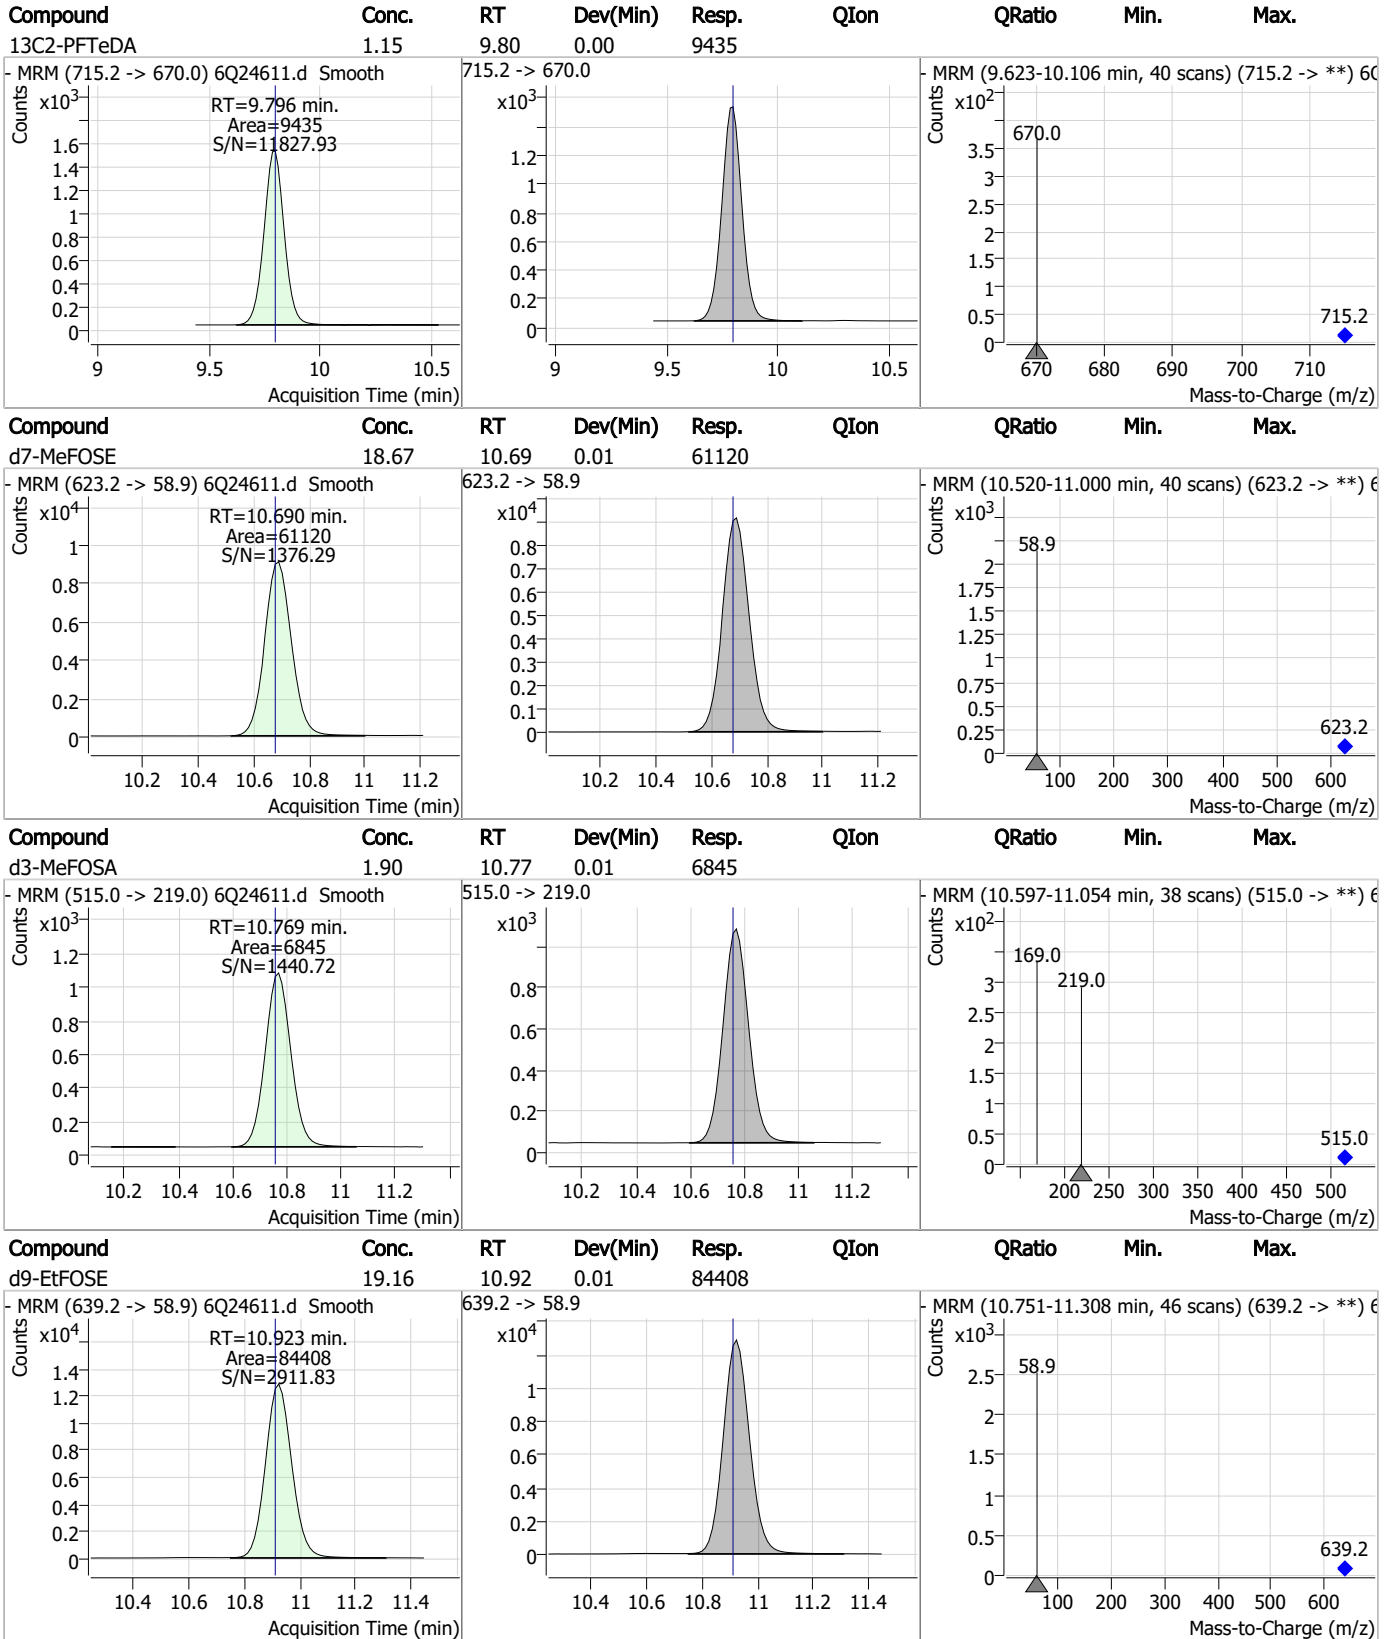 Compound Conc. RT Dev(Min) Resp. QIon QRatio Min. Max.
13C2-PFTeDA 1.15 9.80 0.00 9435
- MRM (715.2 -> 670.0) 6Q24611.d Smooth 715.2 -> 670.0 - MRM (9.623-10.106 min, 40 scans) (715.2 -> **) 6Q
Counts x10³ RT=9.796 min. x10³ Counts x10²
Area=9435
S/N=11827.93
670.0
1.6 1.4 1.2 1 0.8 0.6 0.4 0.2 0
1.2 1 0.8 0.6 0.4 0.2 0
3.5 3 2.5 2 1.5 1 0.5 0
715.2
9 9.5 10 10.5 9 9.5 10 10.5 670 680 690 700 710
Acquisition Time (min) Mass-to-Charge (m/z)
Compound Conc. RT Dev(Min) Resp. QIon QRatio Min. Max.
d7-MeFOSE 18.67 10.69 0.01 61120
- MRM (623.2 -> 58.9) 6Q24611.d Smooth 623.2 -> 58.9 - MRM (10.520-11.000 min, 40 scans) (623.2 -> **) 6
Counts x10⁴ RT=10.690 min. x10⁴ Counts x10³
Area=61120
S/N=1376.29
58.9
1 0.8 0.6 0.4 0.2 0
0.8 0.7 0.6 0.5 0.4 0.3 0.2 0.1 0
2 1.75 1.5 1.25 1 0.75 0.5 0.25 0
623.2
10.2 10.4 10.6 10.8 11 11.2 10.2 10.4 10.6 10.8 11 11.2 100 200 300 400 500 600
Acquisition Time (min) Mass-to-Charge (m/z)
Compound Conc. RT Dev(Min) Resp. QIon QRatio Min. Max.
d3-MeFOSA 1.90 10.77 0.01 6845
- MRM (515.0 -> 219.0) 6Q24611.d Smooth 515.0 -> 219.0 - MRM (10.597-11.054 min, 38 scans) (515.0 -> **) 6
Counts x10³ RT=10.769 min. x10³ Counts x10²
Area=6845
S/N=1440.72
169.0
219.0
1.2 1 0.8 0.6 0.4 0.2 0
0.8 0.6 0.4 0.2 0
3 2.5 2 1.5 1 0.5 0
515.0
10.2 10.4 10.6 10.8 11 11.2 10.2 10.4 10.6 10.8 11 11.2 200 250 300 350 400 450 500
Acquisition Time (min) Mass-to-Charge (m/z)
Compound Conc. RT Dev(Min) Resp. QIon QRatio Min. Max.
d9-EtFOSE 19.16 10.92 0.01 84408
- MRM (639.2 -> 58.9) 6Q24611.d Smooth 639.2 -> 58.9 - MRM (10.751-11.308 min, 46 scans) (639.2 -> **) 6
Counts x10⁴ RT=10.923 min. x10⁴ Counts x10³
Area=84408
S/N=2911.83
58.9
1.4 1.2 1 0.8 0.6 0.4 0.2 0
1 0.8 0.6 0.4 0.2 0
2.5 2 1.5 1 0.5 0
639.2
10.4 10.6 10.8 11 11.2 11.4 10.4 10.6 10.8 11 11.2 11.4 100 200 300 400 500 600
Acquisition Time (min) Mass-to-Charge (m/z)